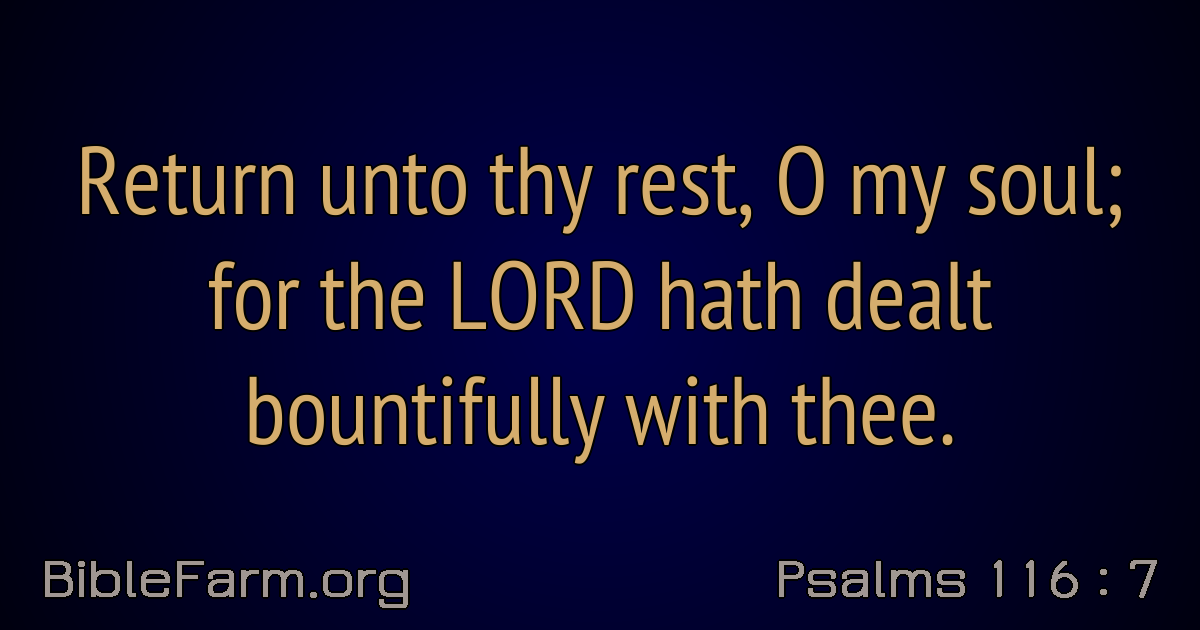 Return unto thy rest, O my soul;
for the LORD hath dealt
bountifully with thee.
BibleFarm.org
Psalms 116 : 7